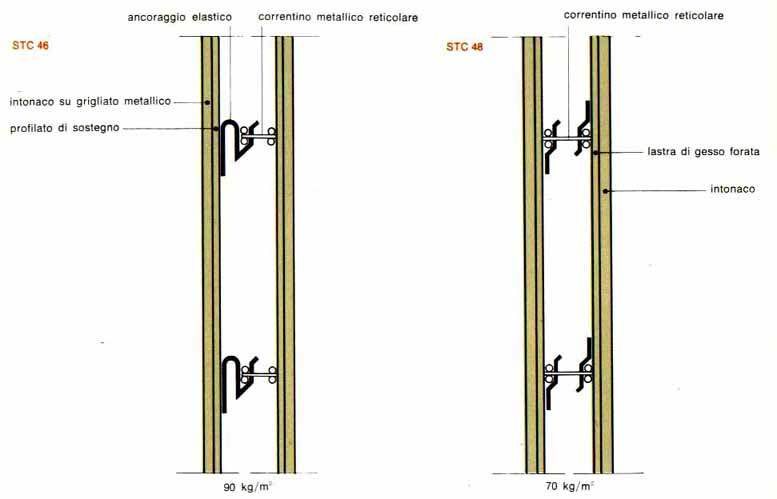 ancoraggio elastico
correntino metallico reticolare
STC 46
intonaco su grigliato metallico
profilato di sostegno
90 kg/m²
correntino metallico reticolare
STC 48
lastra di gesso forata
intonaco
70 kg/m²